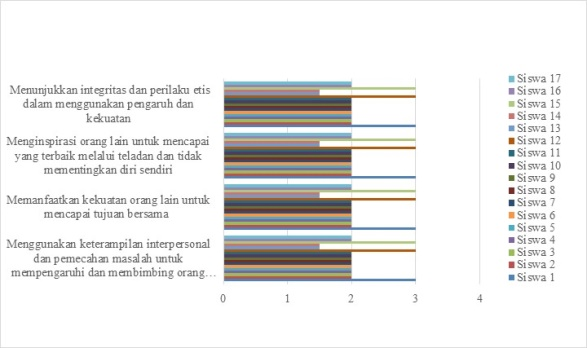 Menunjukkan integritas dan perilaku etis
dalam menggunakan pengaruh dan
kekuatan
Menginspirasi orang lain untuk mencapai
yang terbaik melalui teladan dan tidak
mementingkan diri sendiri
Memanfaatkan kekuatan orang lain untuk
mencapai tujuan bersama
Menggunakan keterampilan interpersonal
dan pemecahan masalah untuk
mempengaruhi dan membimbing orang…
0 1 2 3 4
Siswa 17
Siswa 16
Siswa 15
Siswa 14
Siswa 13
Siswa 12
Siswa 11
Siswa 10
Siswa 9
Siswa 8
Siswa 7
Siswa 6
Siswa 5
Siswa 4
Siswa 3
Siswa 2
Siswa 1